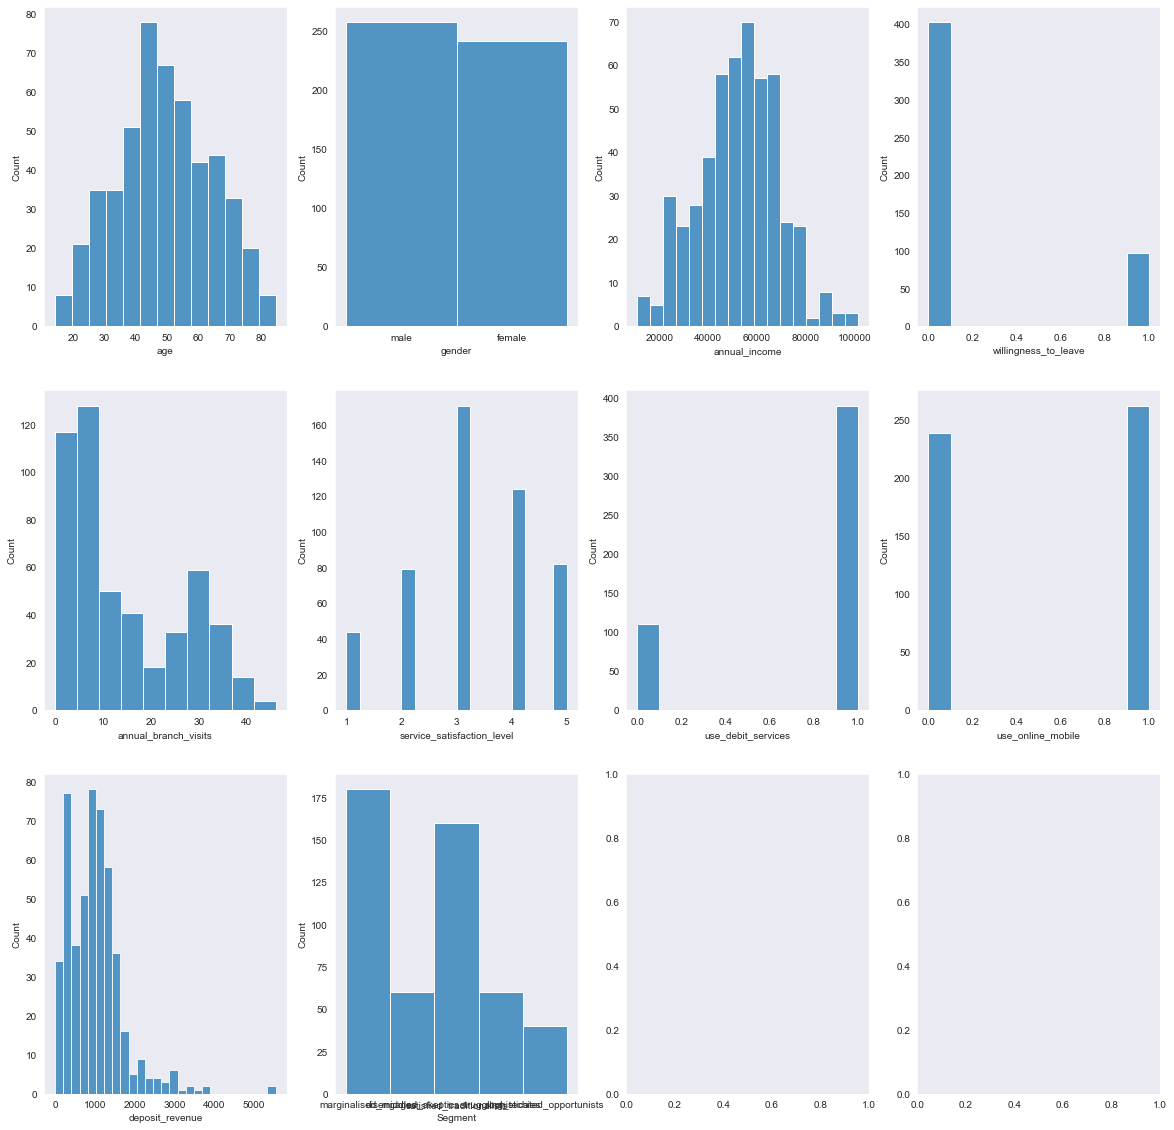 80
70
60
50
40
30
20
10
0
Count
20 30 40 50 60 70 80
age
250
200
150
100
50
0
Count
male female
gender
70
60
50
40
30
20
10
0
Count
20000 40000 60000 80000 100000
annual_income
400
350
300
250
200
150
100
50
0
Count
0.0 0.2 0.4 0.6 0.8 1.0
willingness_to_leave
120
100
80
60
40
20
0
Count
0 10 20 30 40
annual_branch_visits
160
140
120
100
80
60
40
20
0
Count
1 2 3 4 5
service_satisfaction_level
400
350
300
250
200
150
100
50
0
Count
0.0 0.2 0.4 0.6 0.8 1.0
use_debit_services
250
200
150
100
50
0
Count
0.0 0.2 0.4 0.6 0.8 1.0
use_online_mobile
80
70
60
50
40
30
20
10
0
Count
0 1000 2000 3000 4000 5000
deposit_revenue
175
150
125
100
75
50
25
0
Count
Segment
1.0
0.8
0.6
0.4
0.2
0.0
0.0 0.2 0.4 0.6 0.8 1.0
1.0
0.8
0.6
0.4
0.2
0.0
0.0 0.2 0.4 0.6 0.8 1.0